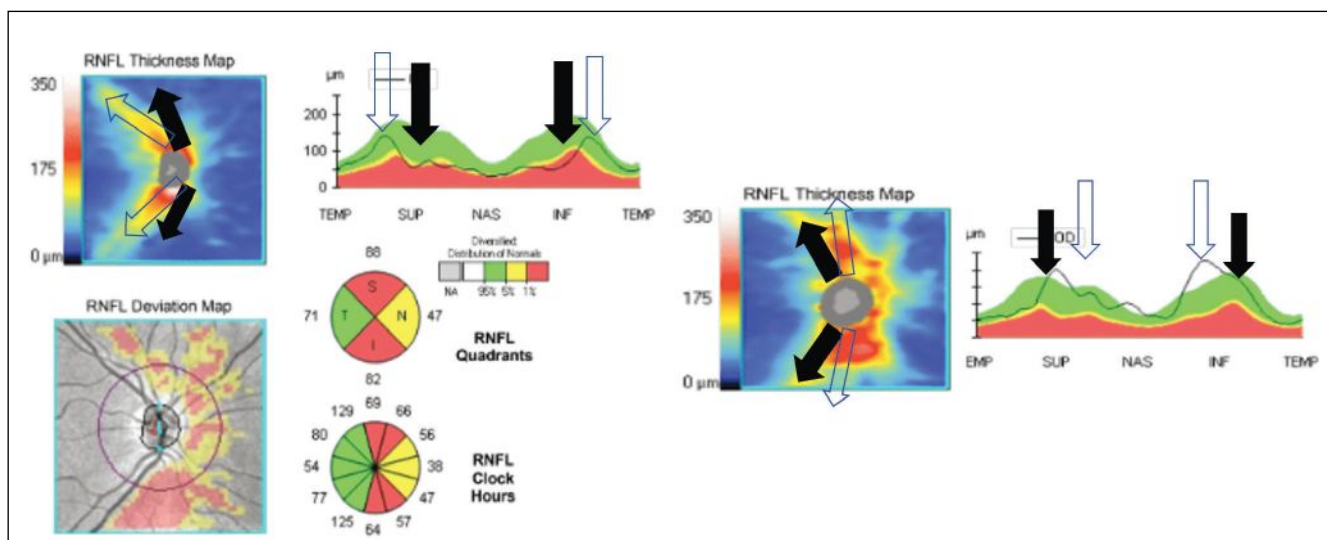 RNFL Thickness Map
350
175
0 µm
µm
200
100
0
TEMP SUP NAS INF TEMP
RNFL Deviation Map
Diversified:
Distribution of Normals
NA 95% 5% 1%
88
S
71 T N 47
I
82
RNFL
Quadrants
129 69 66
80 56
54 38
77 47
125 64 57
RNFL
Clock
Hours
RNFL Thickness Map
350
175
0 µm
µm
OD
EMP SUP NAS INF TEMP